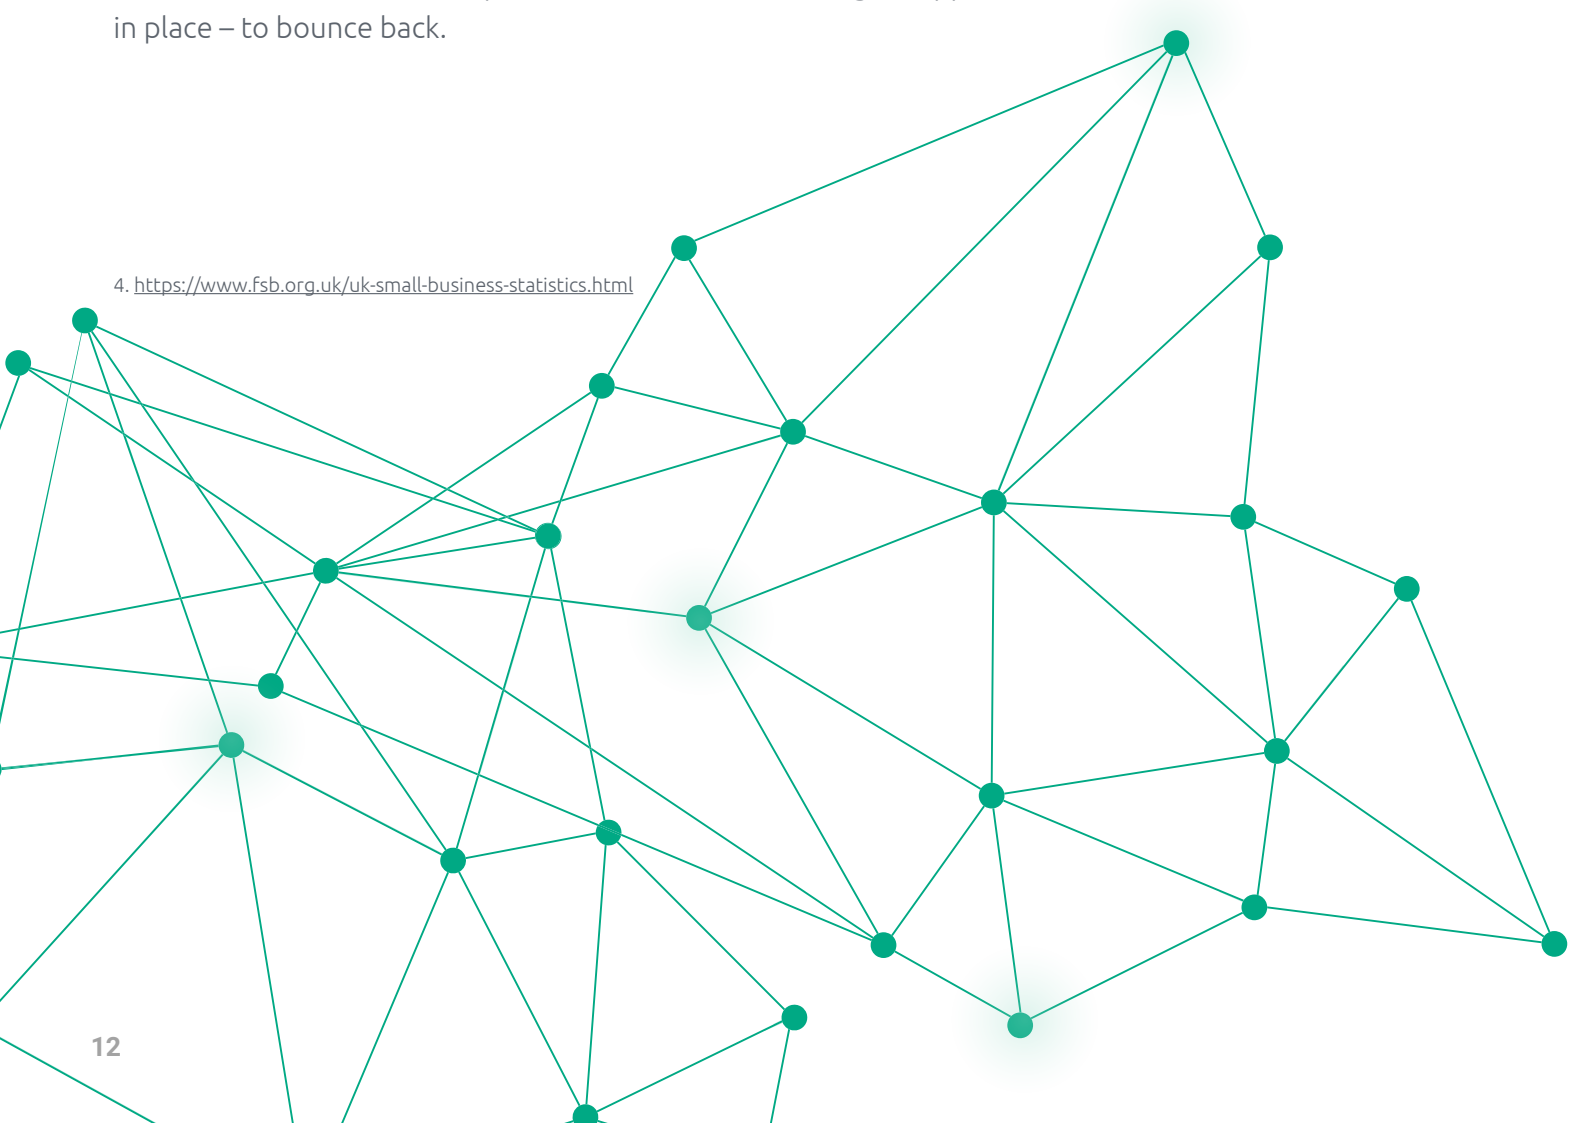 in place – to bounce back.
4. https://www.fsb.org.uk/uk-small-business-statistics.html
12